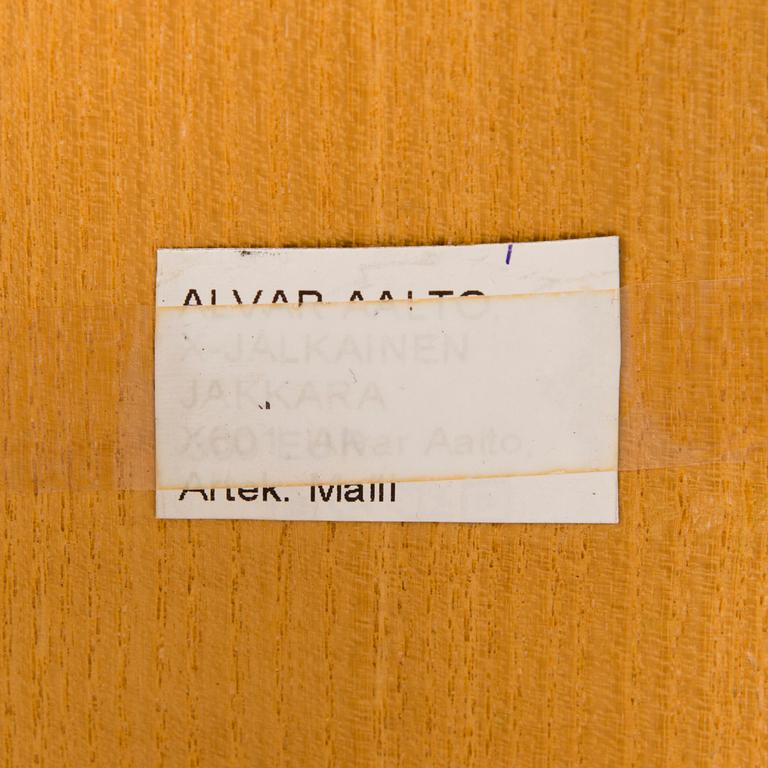 ALVAR AALTO,
X-JALKAINEN
JAKKARA
X601, Alvar Aalto,
Artek. Malli